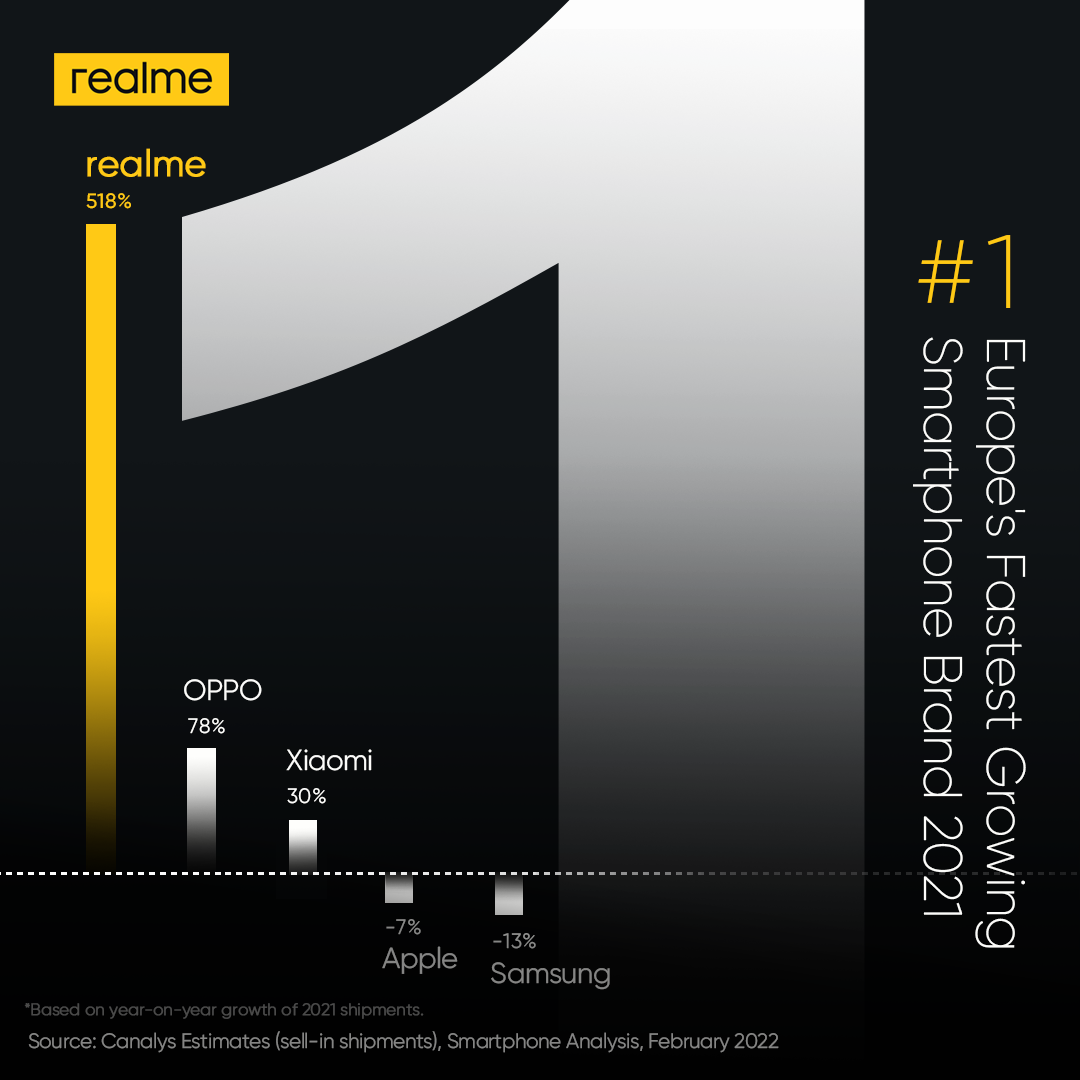 realme
realme
518%
#1
Europe's Fastest Growing
Smartphone Brand 2021
OPPO
78%
Xiaomi
30%
-7%
Apple
-13%
Samsung
*Based on year-on-year growth of 2021 shipments.
Source: Canalys Estimates (sell-in shipments), Smartphone Analysis, February 2022